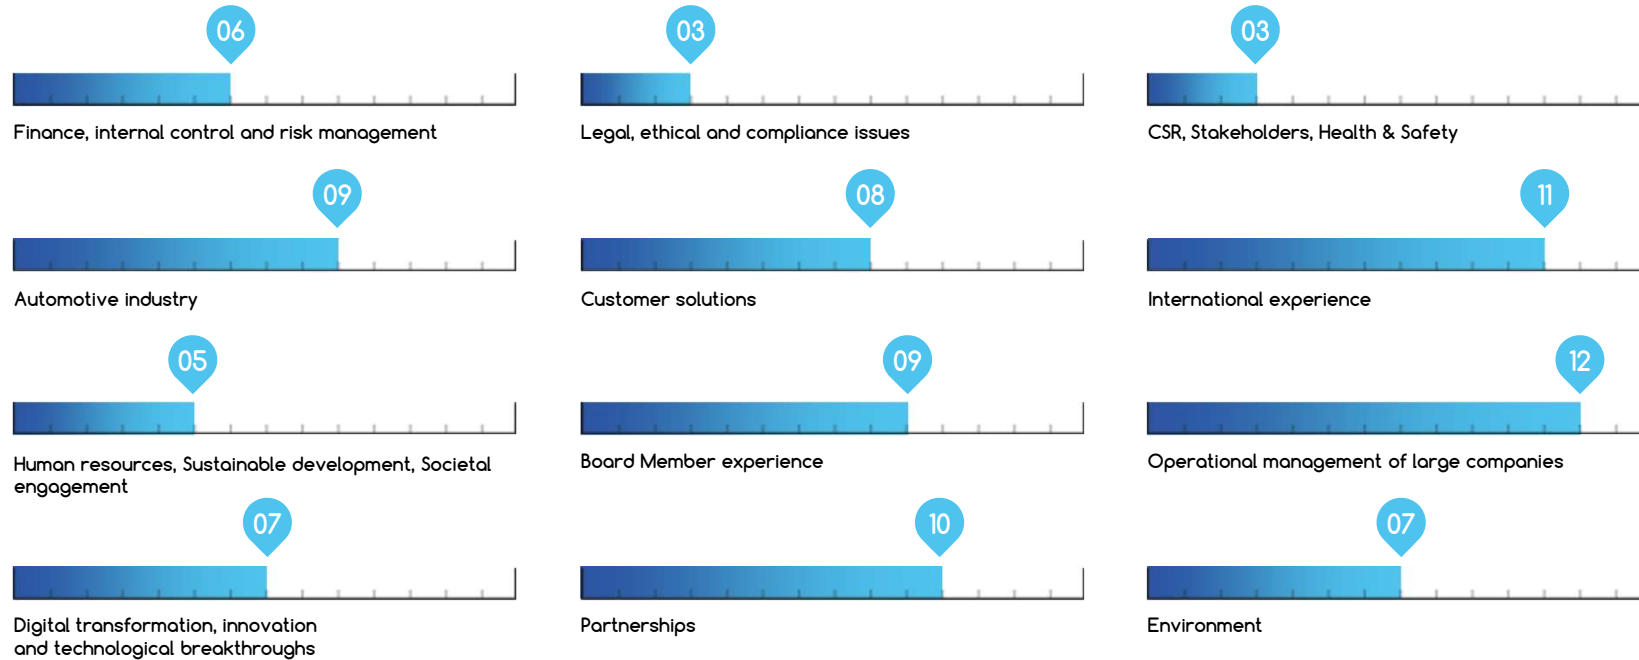 06
03
03
Finance, internal control and risk management
Legal, ethical and compliance issues
CSR, Stakeholders, Health & Safety
09
08
11
Automotive industry
Customer solutions
International experience
05
09
12
Human resources, Sustainable development, Societal
engagement
Board Member experience
Operational management of large companies
07
10
07
Digital transformation, innovation
and technological breakthroughs
Partnerships
Environment